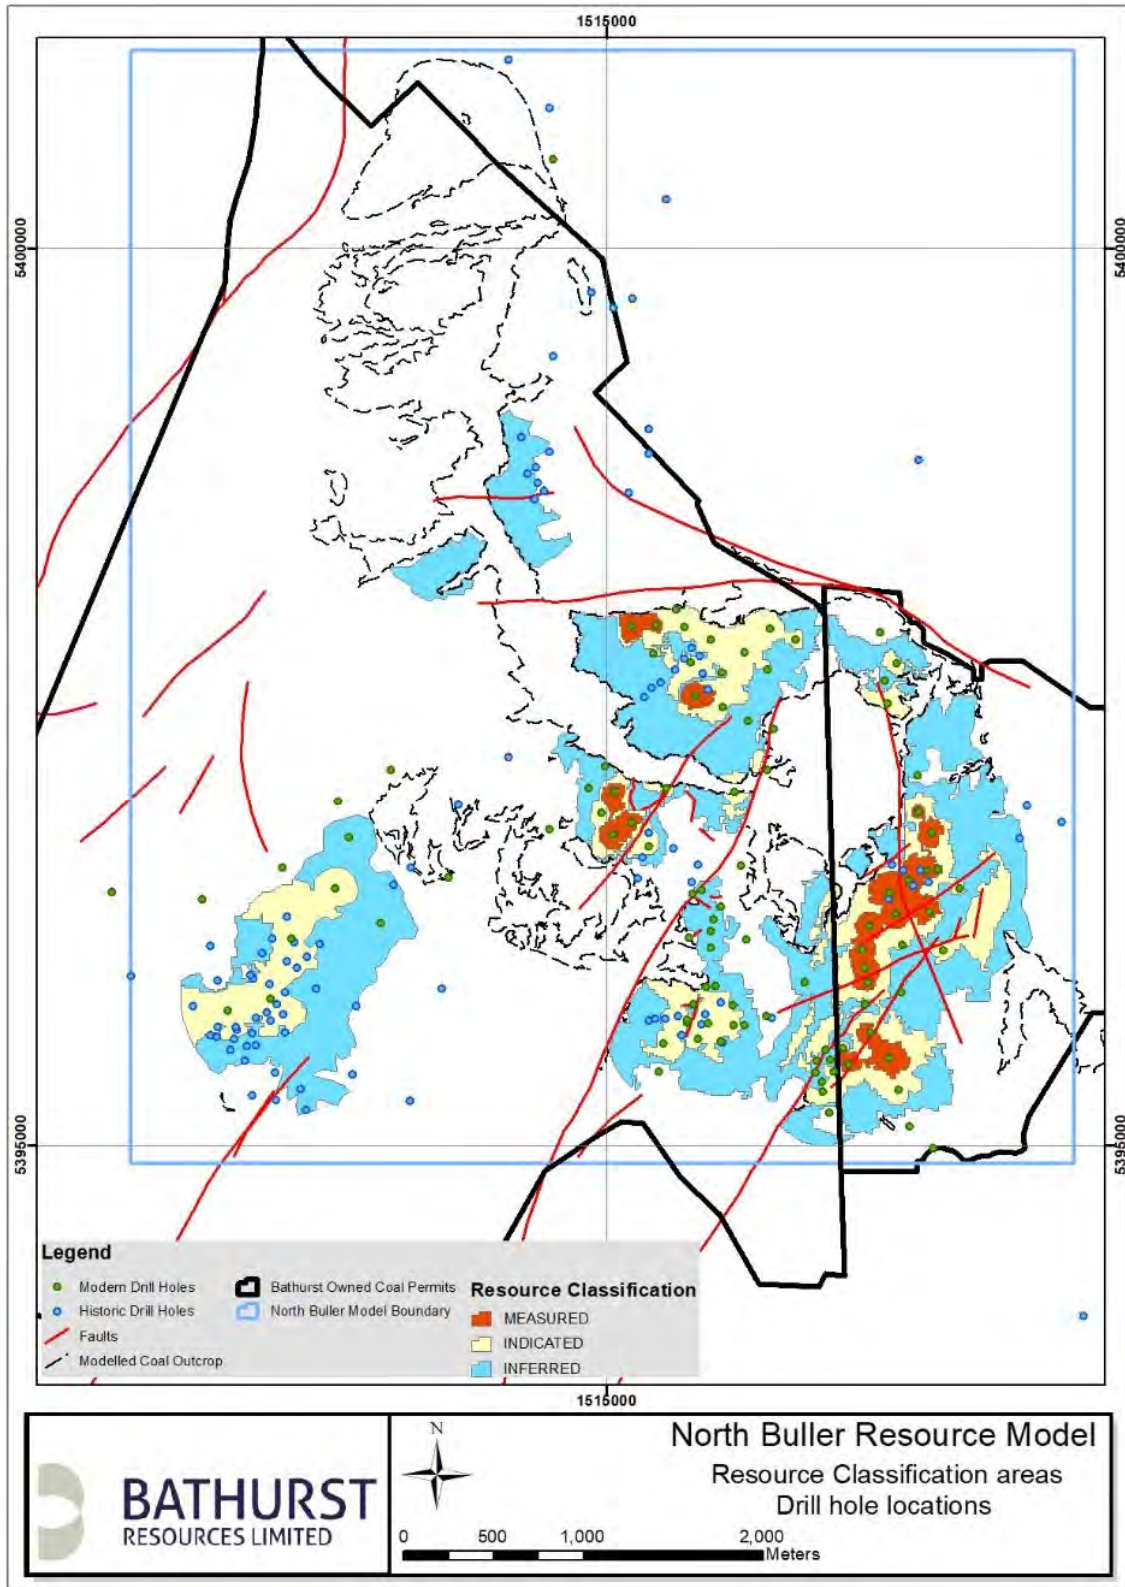 1515000
5400000
5400000
5395000
5395000
Legend
Modern Drill Holes
Historic Drill Holes
Faults
Modelled Coal Outcrop
Bathurst Owned Coal Permits
North Buller Model Boundary
Resource Classification
MEASURED
INDICATED
INFERRED
1515000
BATHURST
RESOURCES LIMITED
N
North Buller Resource Model
Resource Classification areas
Drill hole locations
0 500 1,000 2,000
Meters